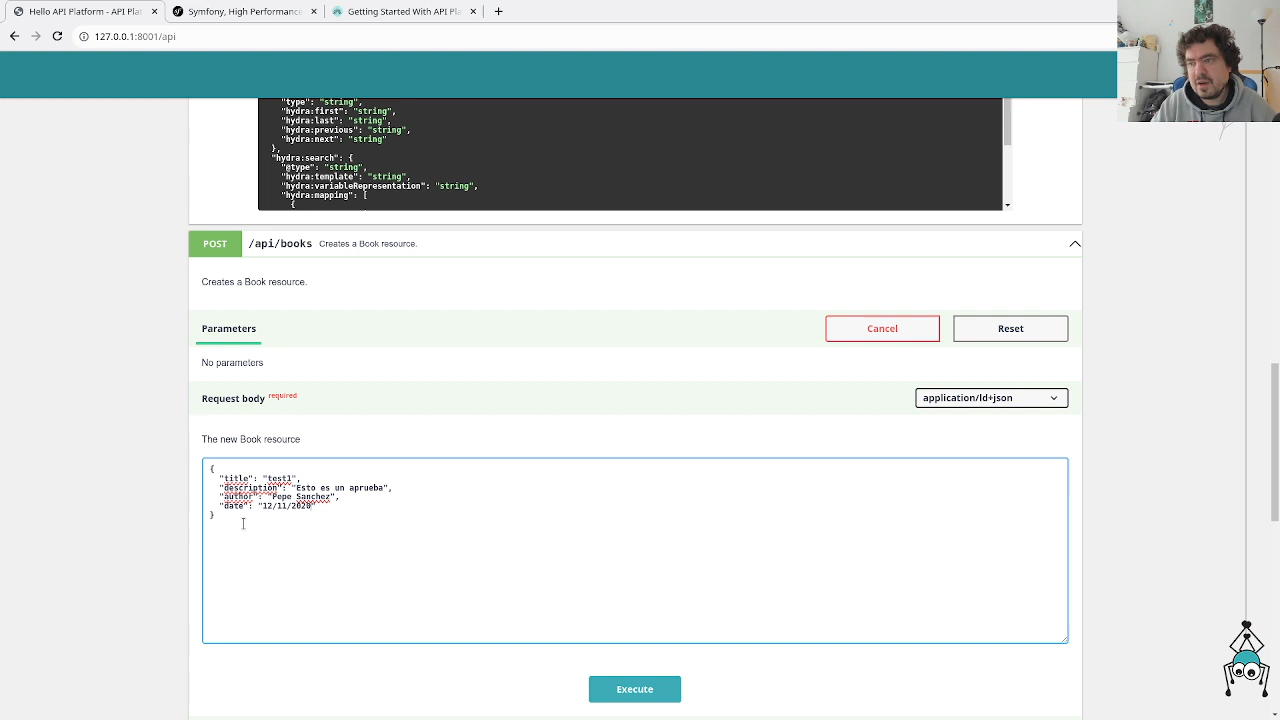 Hello API Platform - API Plat
Symfony, High Performance
Getting Started With API Pla
127.0.0.1:8001/api
"type": "string",
"hydra:first": "string",
"hydra:last": "string",
"hydra:previous": "string",
"hydra:next": "string"
},
"hydra:search": {
"@type": "string",
"hydra:template": "string",
"hydra:variableRepresentation": "string",
"hydra:mapping": [
{
POST /api/books Creates a Book resource.
Creates a Book resource.
Parameters Cancel Reset
No parameters
Request body required application/ld+json
The new Book resource
{
"title": "test1",
"description": "Esto es un aprueba",
"author": "Pepe Sanchez",
"date": "12/11/2020"
}
Execute